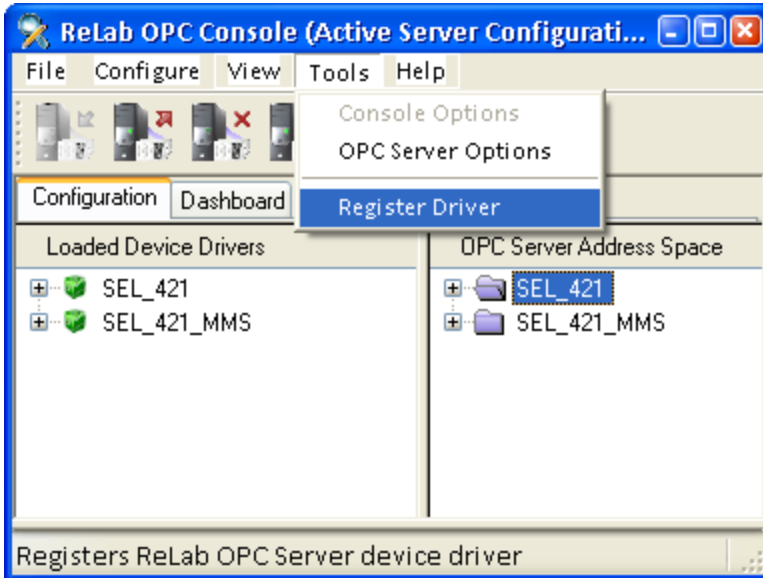 ReLab OPC Console (Active Server Configurati...
File Configure View Tools Help
Console Options
OPC Server Options
Register Driver
Configuration Dashboard
Loaded Device Drivers OPC Server Address Space
SEL_421 SEL_421
SEL_421_MMS SEL_421_MMS
Registers ReLab OPC Server device driver